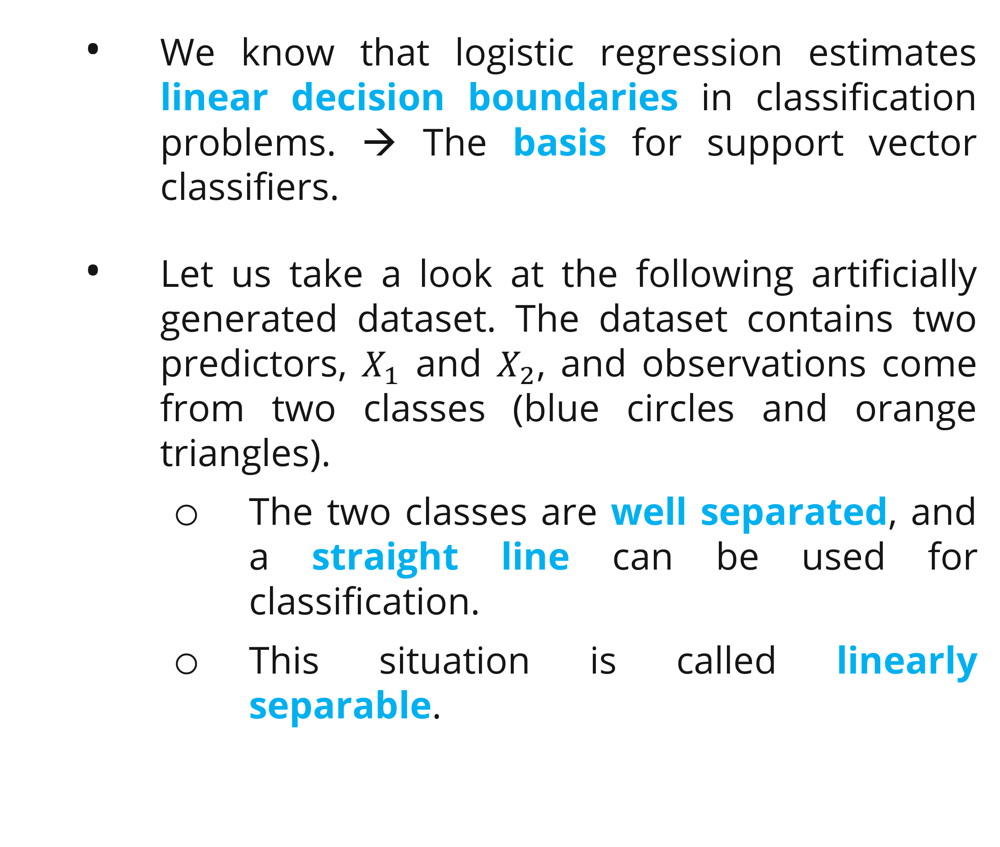 • We know that logistic regression estimates
linear decision boundaries in classification
problems. → The basis for support vector
classifiers.
• Let us take a look at the following artificially
generated dataset. The dataset contains two
predictors, X₁ and X₂, and observations come
from two classes (blue circles and orange
triangles).
○ The two classes are well separated, and
a straight line can be used for
classification.
○ This situation is called linearly
separable.